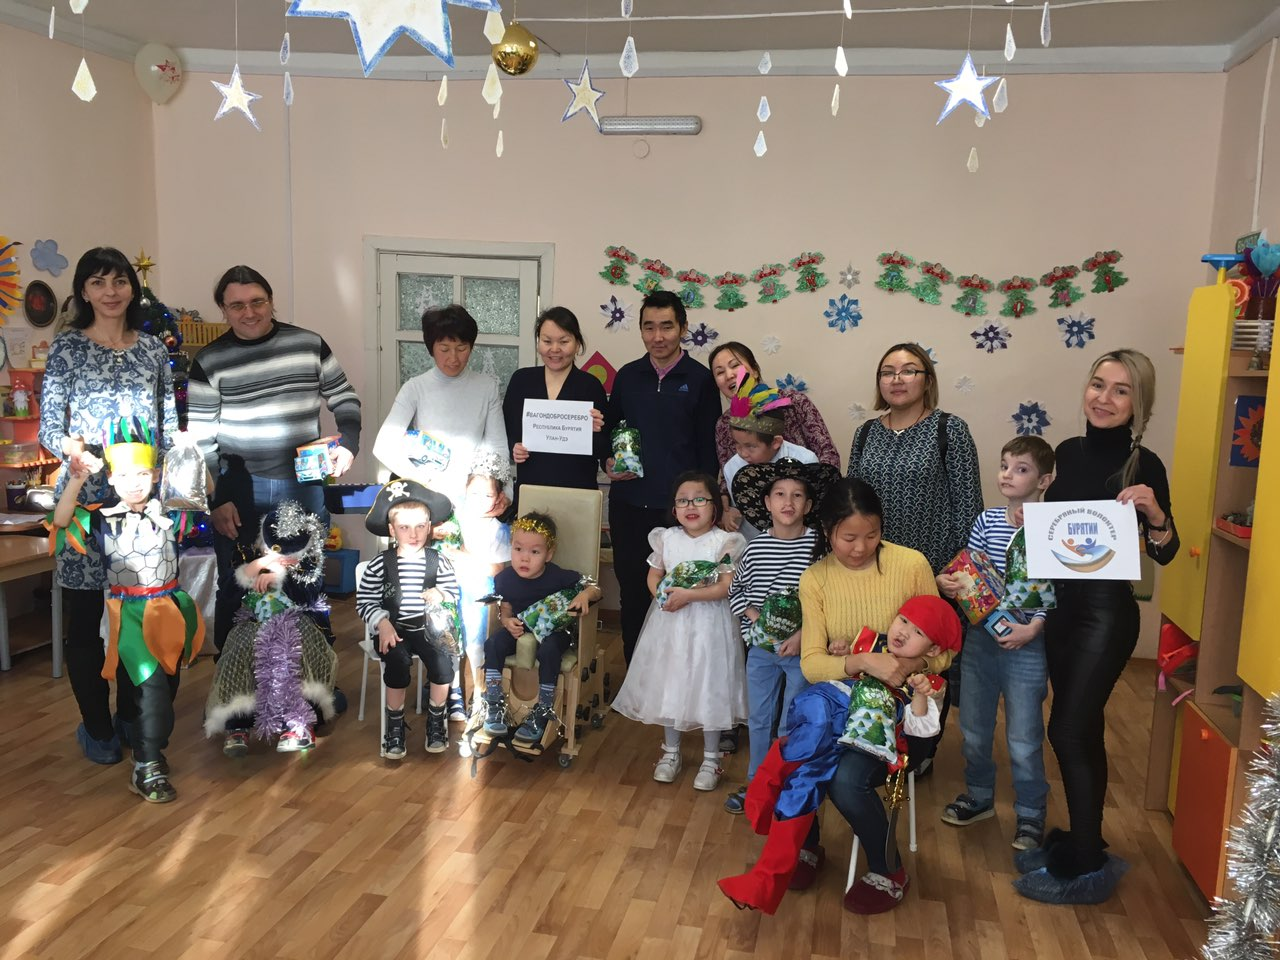 #ВАГОНДОБРОСЕРЕБРО
РЕСПУБЛИКА БУРЯТИЯ
УЛАН-УДЭ
СЕРЕБРЯНЫЙ ВОЛОНТЕР
БУРЯТИИ